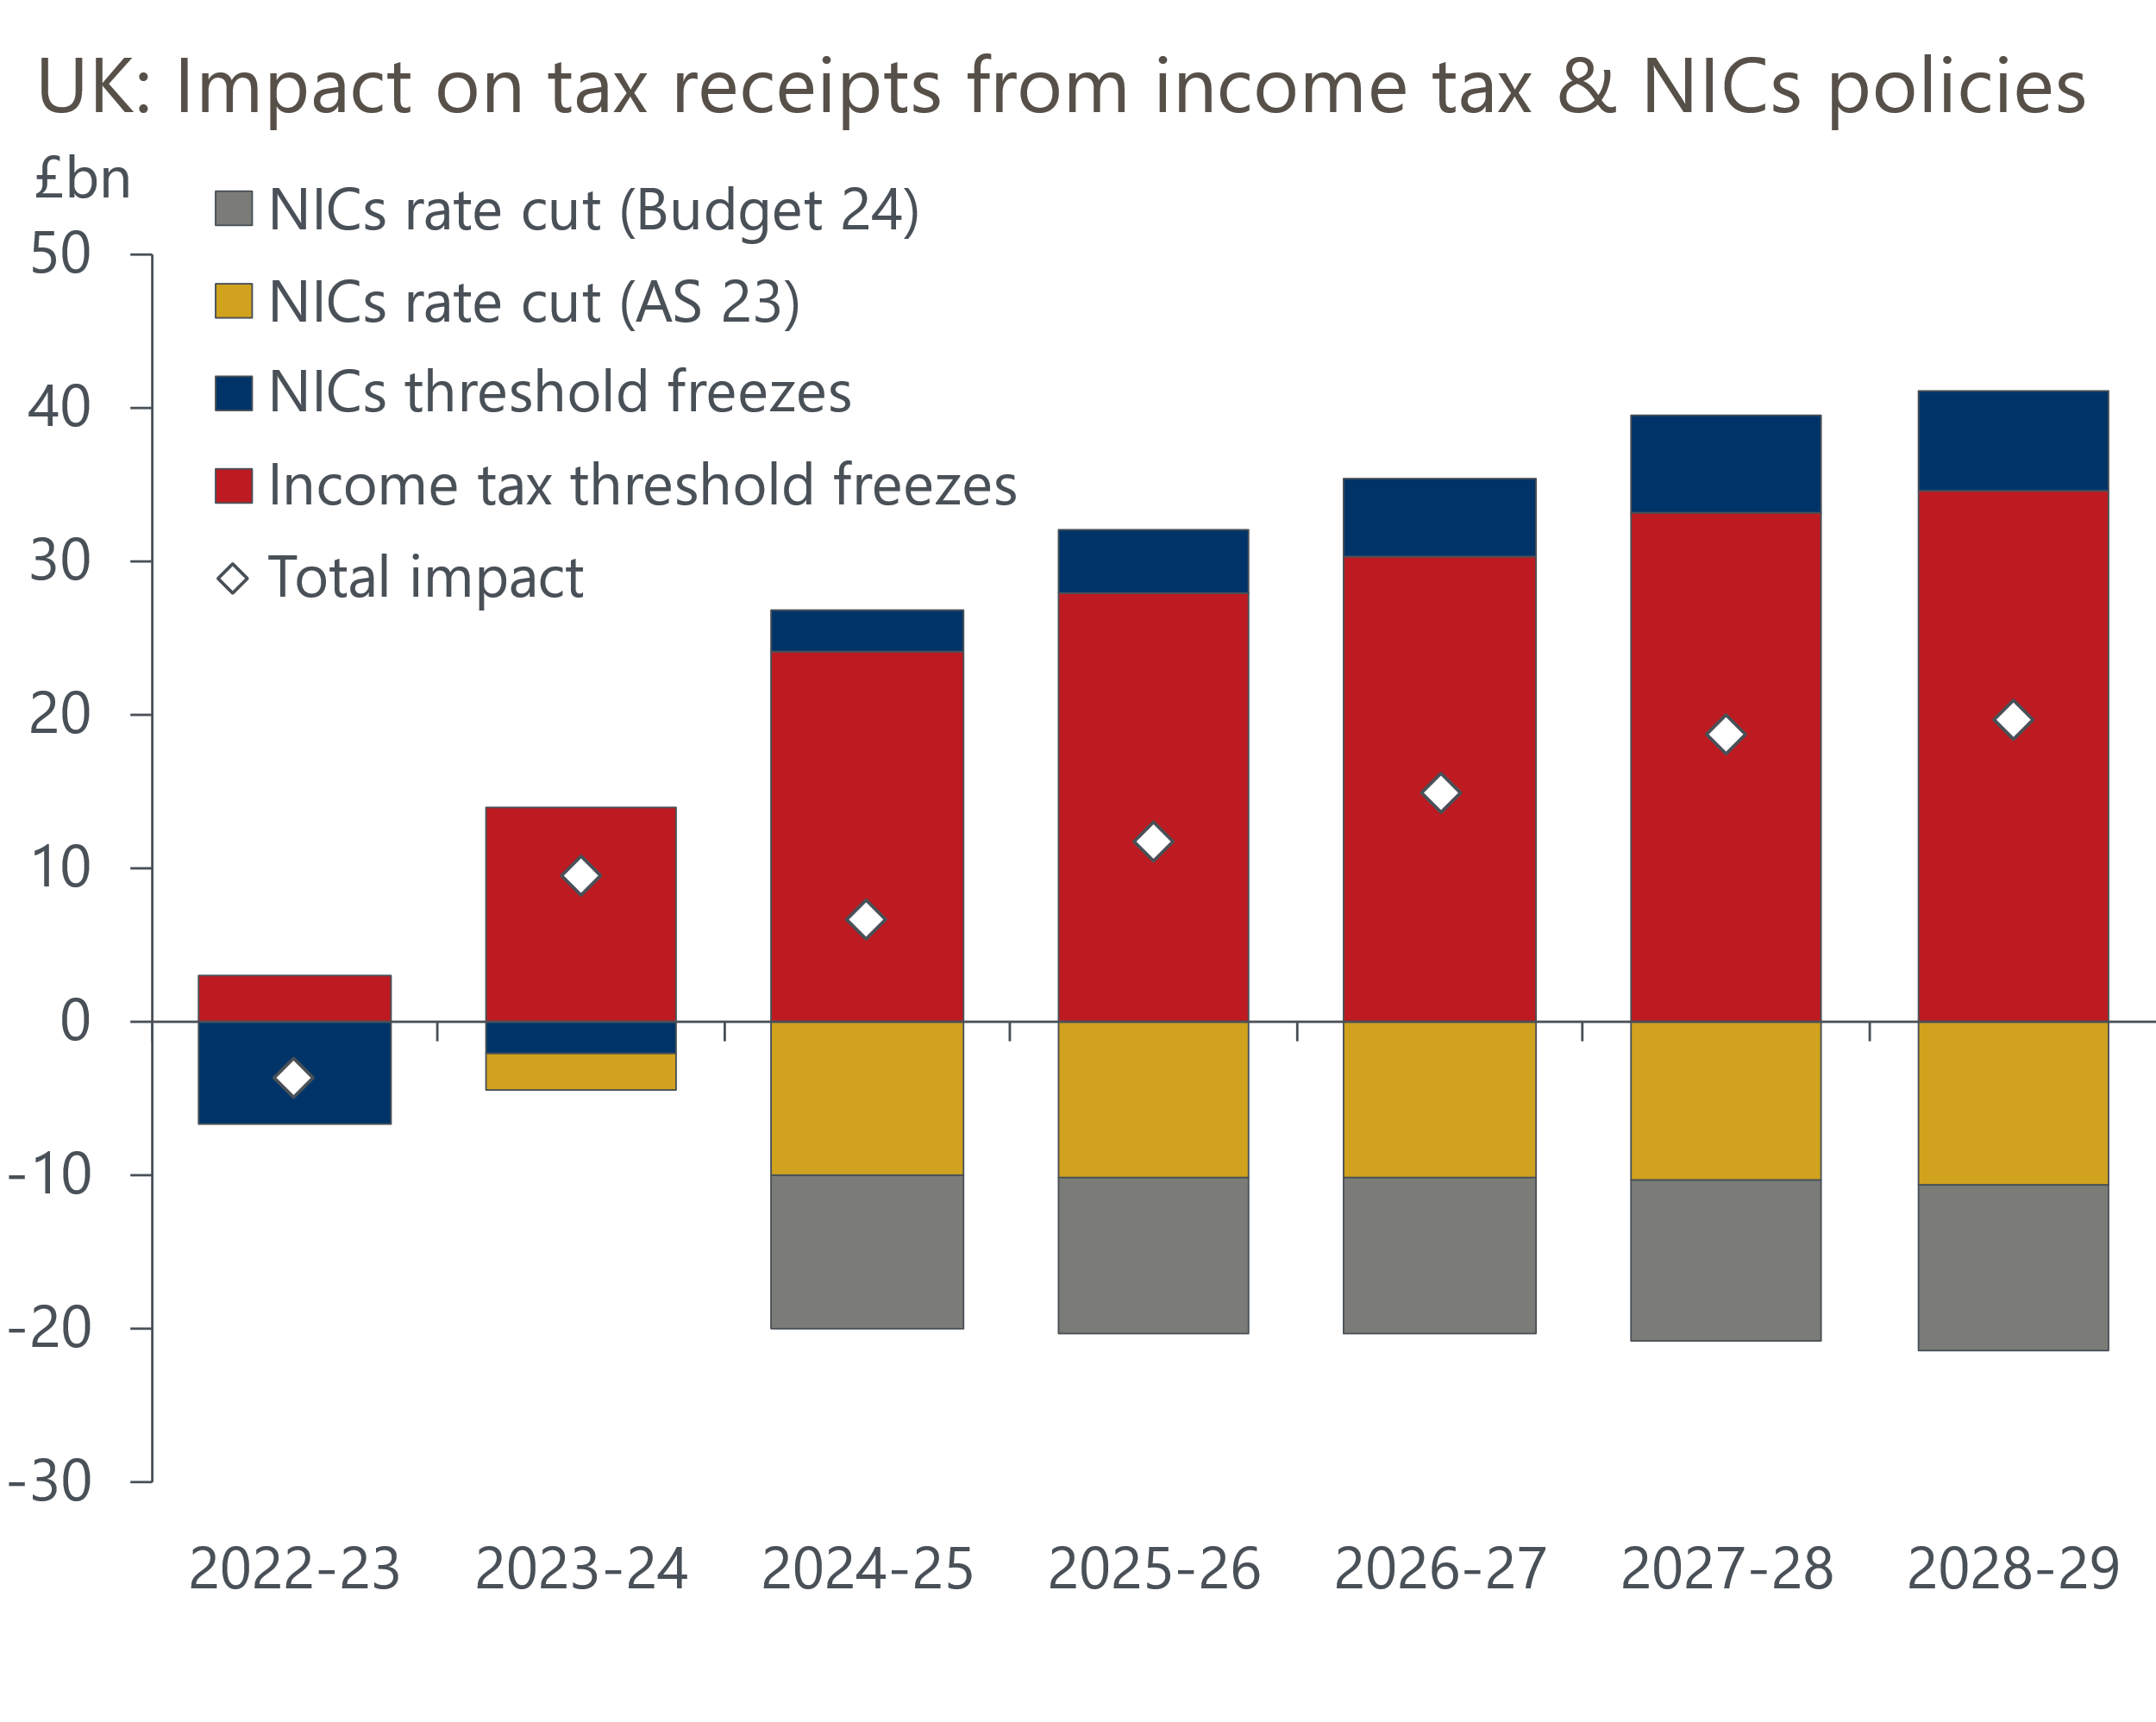 UK: Impact on tax receipts from income tax & NICs policies
£bn
NICs rate cut (Budget 24)
NICs rate cut (AS 23)
NICs threshold freezes
Income tax threshold freezes
Total impact
50
40
30
20
10
0
-10
-20
-30
2022-23 2023-24 2024-25 2025-26 2026-27 2027-28 2028-29